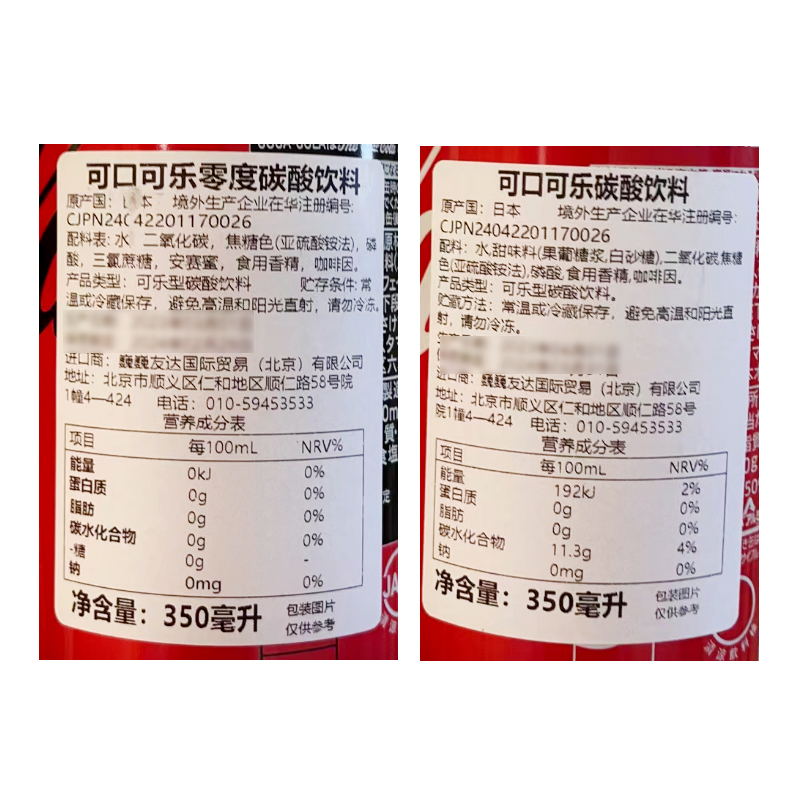 可口可乐零度碳酸饮料
原产国：日本 境外生产企业在华注册编号:
CJPN24042201170026
配料表: 水 二氧化碳，焦糖色(亚硫酸铵法)，磷
酸，三氯蔗糖，安赛蜜，食用香精，咖啡因。
产品类型：可乐型碳酸饮料 贮存条件: 常
温或冷藏保存，避免高温和阳光直射，请勿冷冻。
进口商：巍巍友达国际贸易（北京）有限公司
地址：北京市顺义区仁和地区顺仁路58号院
1幢4—424 电话：010-59453533
营养成分表
项目 每100mL NRV%
能量 0kJ 0%
蛋白质 0g 0%
脂肪 0g 0%
碳水化合物 0g 0%
-糖 0g -
钠 0mg 0%
净含量：350毫升 包装图片
仅供参考
可口可乐碳酸饮料
原产国：日本 境外生产企业在华注册编号:
CJPN24042201170026
配料：水,甜味料(果葡糖浆,白砂糖),二氧化碳,焦糖
色(亚硫酸铵法),磷酸,食用香精,咖啡因。
产品类型：可乐型碳酸饮料。
贮藏方法：常温或冷藏保存，避免高温和阳光直
射，请勿冷冻。
进口商：巍巍友达国际贸易（北京）有限公司
地址：北京市顺义区仁和地区顺仁路58号
院1幢4—424 电话：010-59453533
营养成分表
项目 每100mL NRV%
能量 192kJ 2%
蛋白质 0g 0%
脂肪 0g 0%
碳水化合物 11.3g 4%
钠 0mg 0%
净含量：350毫升 包装图片
仅供参考